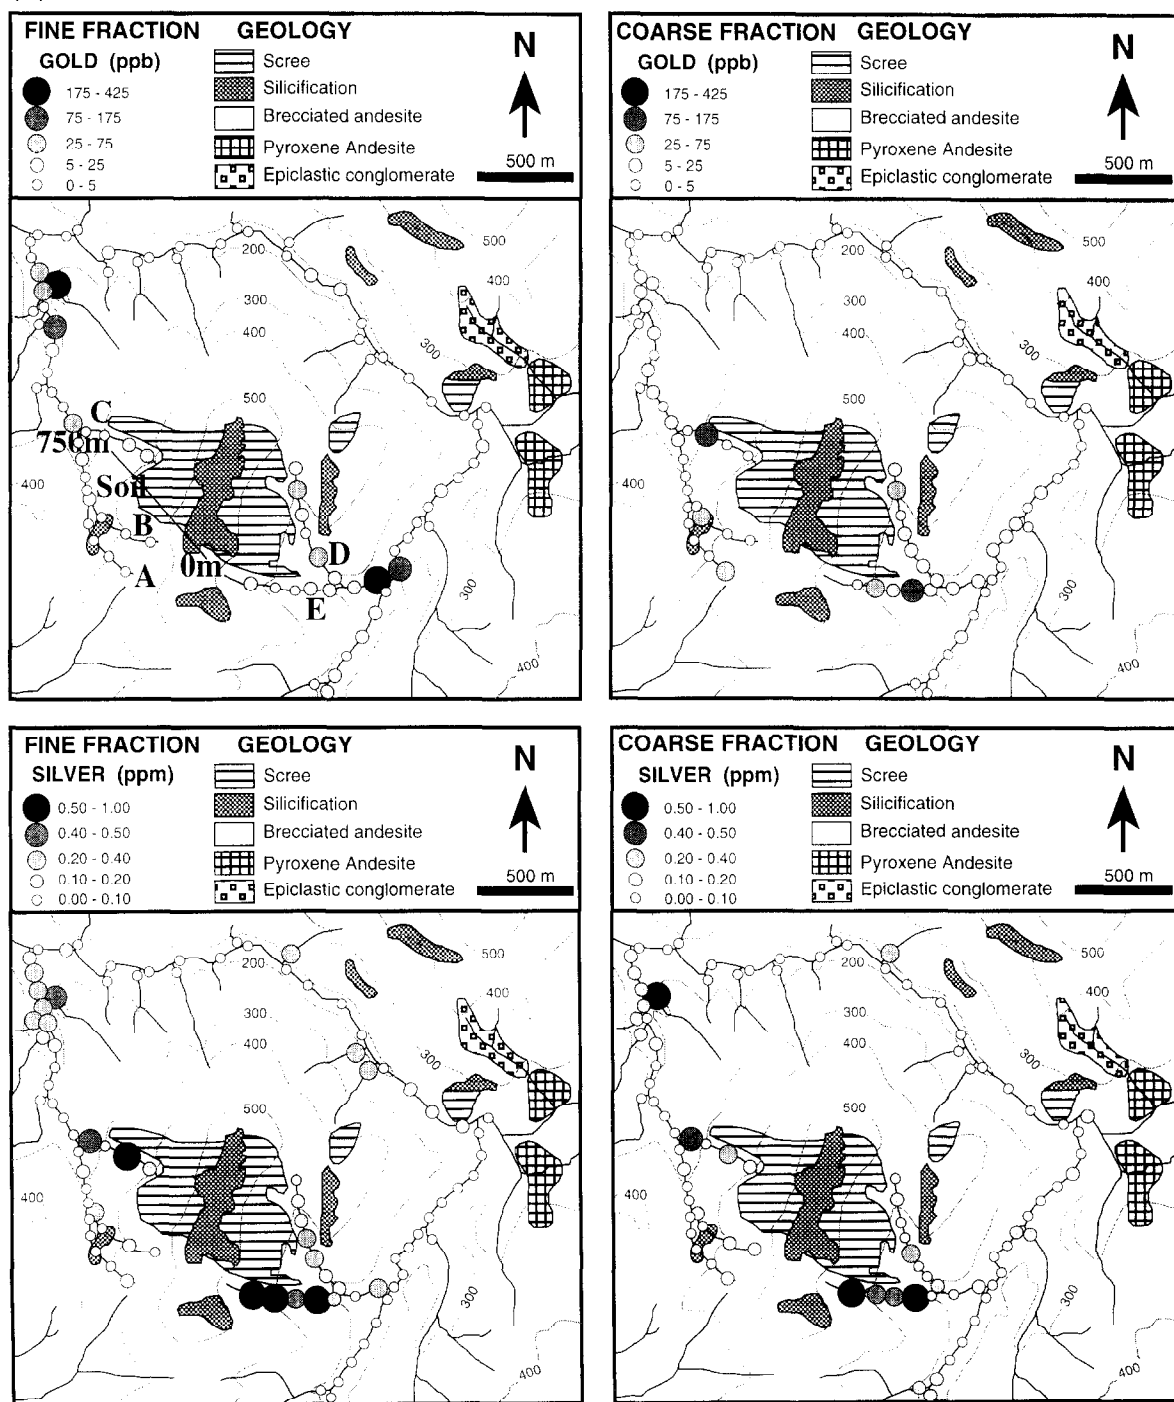 FINE FRACTION GEOLOGY
GOLD (ppb)
175 - 425
75 - 175
25 - 75
5 - 25
0 - 5
Scree
Silicification
Brecciated andesite
Pyroxene Andesite
Epiclastic conglomerate
N
500 m
200
500
400
300
300
400
500
C
750m
Soil
400
B
A
0m
D
E
300
400
COARSE FRACTION GEOLOGY
GOLD (ppb)
175 - 425
75 - 175
25 - 75
5 - 25
0 - 5
Scree
Silicification
Brecciated andesite
Pyroxene Andesite
Epiclastic conglomerate
N
500 m
200
500
400
300
300
400
500
400
300
400
FINE FRACTION GEOLOGY
SILVER (ppm)
0.50 - 1.00
0.40 - 0.50
0.20 - 0.40
0.10 - 0.20
0.00 - 0.10
Scree
Silicification
Brecciated andesite
Pyroxene Andesite
Epiclastic conglomerate
N
500 m
200
500
400
300
300
400
500
400
300
400
COARSE FRACTION GEOLOGY
SILVER (ppm)
0.50 - 1.00
0.40 - 0.50
0.20 - 0.40
0.10 - 0.20
0.00 - 0.10
Scree
Silicification
Brecciated andesite
Pyroxene Andesite
Epiclastic conglomerate
N
500 m
200
500
400
300
300
400
500
400
300
400